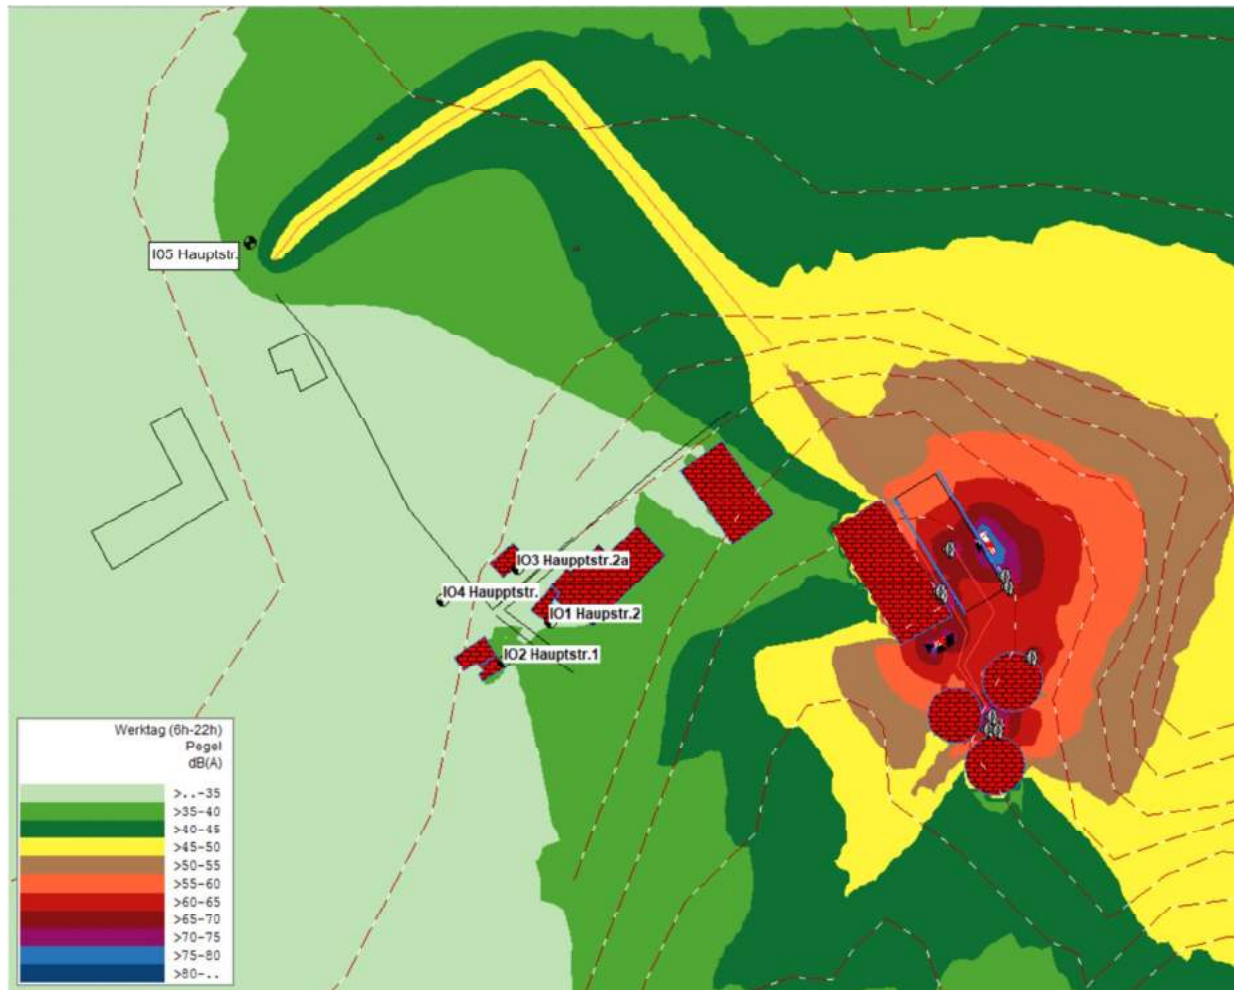 IO5 Hauptstr.
IO3 Haupptstr.2a
IO4 Haupptstr.
IO1 Haupstr.2
IO2 Hauptstr.1
Werktag (6h-22h)
Pegel
dB(A)
>..-35
>35-40
>40-45
>45-50
>50-55
>55-60
>60-65
>65-70
>70-75
>75-80
>80-..